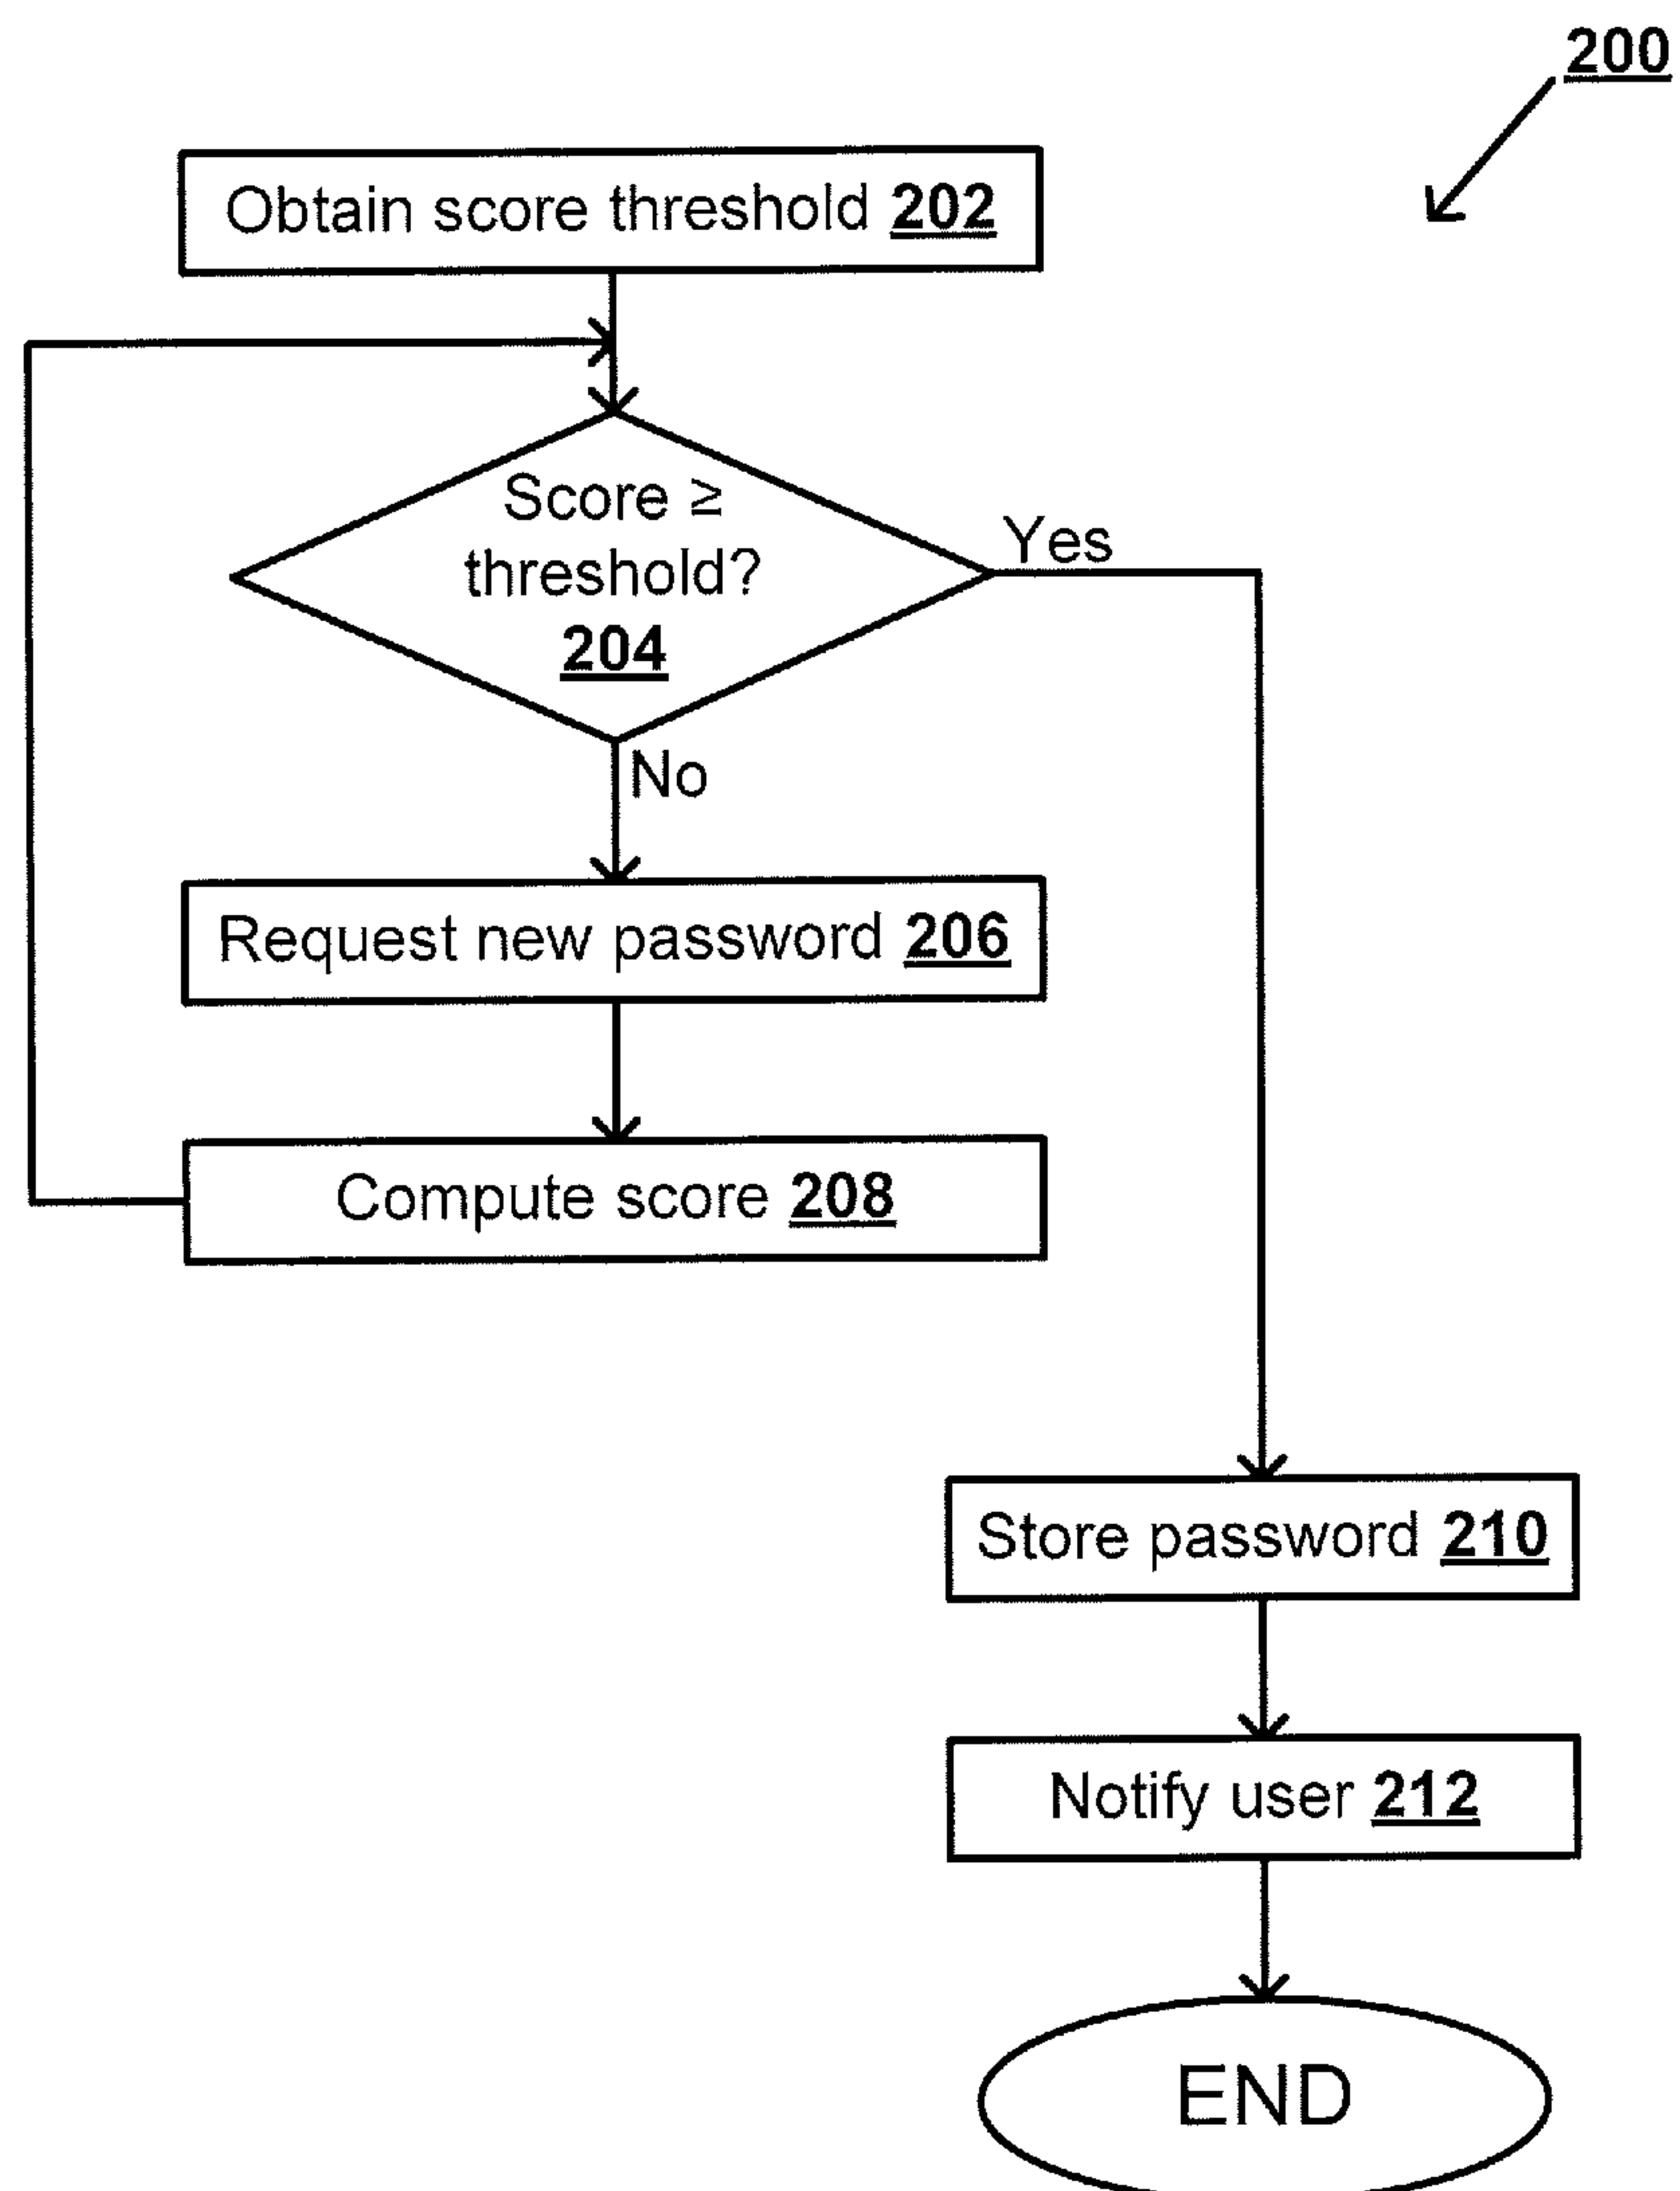 200
Obtain score threshold 202
Score ≥
threshold?
204
Yes
No
Request new password 206
Compute score 208
Store password 210
Notify user 212
END